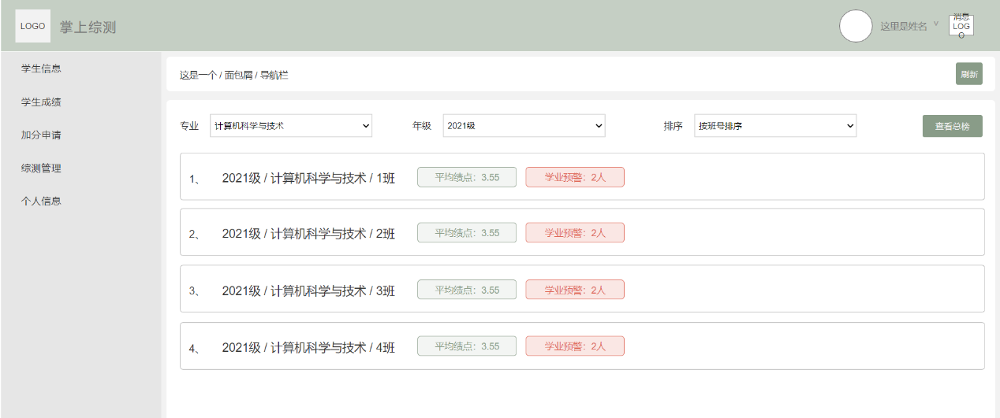 LOGO
掌上综测
这里是姓名
消息
LOG
O
学生信息
学生成绩
加分申请
综测管理
个人信息
这是一个 / 面包屑 / 导航栏
刷新
专业 计算机科学与技术 年级 2021级 排序 按班号排序 查看总榜
1、 2021级 / 计算机科学与技术 / 1班 平均绩点：3.55 学业预警：2人
2、 2021级 / 计算机科学与技术 / 2班 平均绩点：3.55 学业预警：2人
3、 2021级 / 计算机科学与技术 / 3班 平均绩点：3.55 学业预警：2人
4、 2021级 / 计算机科学与技术 / 4班 平均绩点：3.55 学业预警：2人